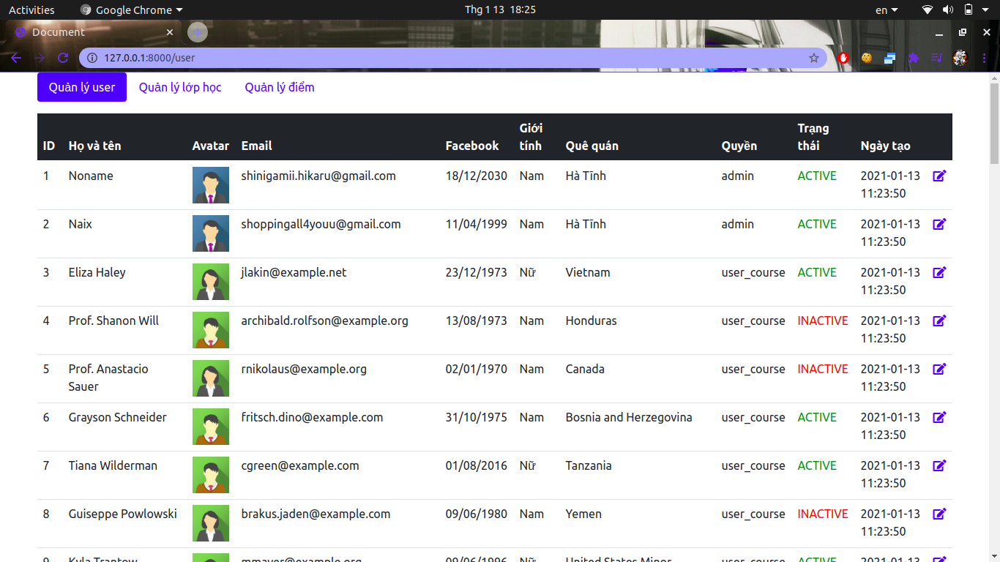 Activities Google Chrome Thg 1 13 18:25 en
Document
127.0.0.1:8000/user
Quản lý user Quản lý lớp học Quản lý điểm
ID Họ và tên Avatar Email Facebook Giới tính Quê quán Quyền Trạng thái Ngày tạo
1 Noname shinigamii.hikaru@gmail.com 18/12/2030 Nam Hà Tĩnh admin ACTIVE 2021-01-13
11:23:50
2 Naix shoppingall4youu@gmail.com 11/04/1999 Nam Hà Tĩnh admin ACTIVE 2021-01-13
11:23:50
3 Eliza Haley jlakin@example.net 23/12/1973 Nữ Vietnam user_course ACTIVE 2021-01-13
11:23:50
4 Prof. Shanon Will archibald.rolfson@example.org 13/08/1973 Nam Honduras user_course INACTIVE 2021-01-13
11:23:50
5 Prof. Anastacio rnikolaus@example.org 02/01/1970 Nam Canada user_course INACTIVE 2021-01-13
Sauer 11:23:50
6 Grayson Schneider fritsch.dino@example.com 31/10/1975 Nam Bosnia and Herzegovina user_course ACTIVE 2021-01-13
11:23:50
7 Tiana Wilderman cgreen@example.com 01/08/2016 Nữ Tanzania user_course ACTIVE 2021-01-13
11:23:50
8 Guiseppe Powlowski brakus.jaden@example.com 09/06/1980 Nam Yemen user_course INACTIVE 2021-01-13
11:23:50
9 Kyla Trantow mmayer@example.org 09/06/1996 Nữ United States Minor user_course ACTIVE 2021-01-13